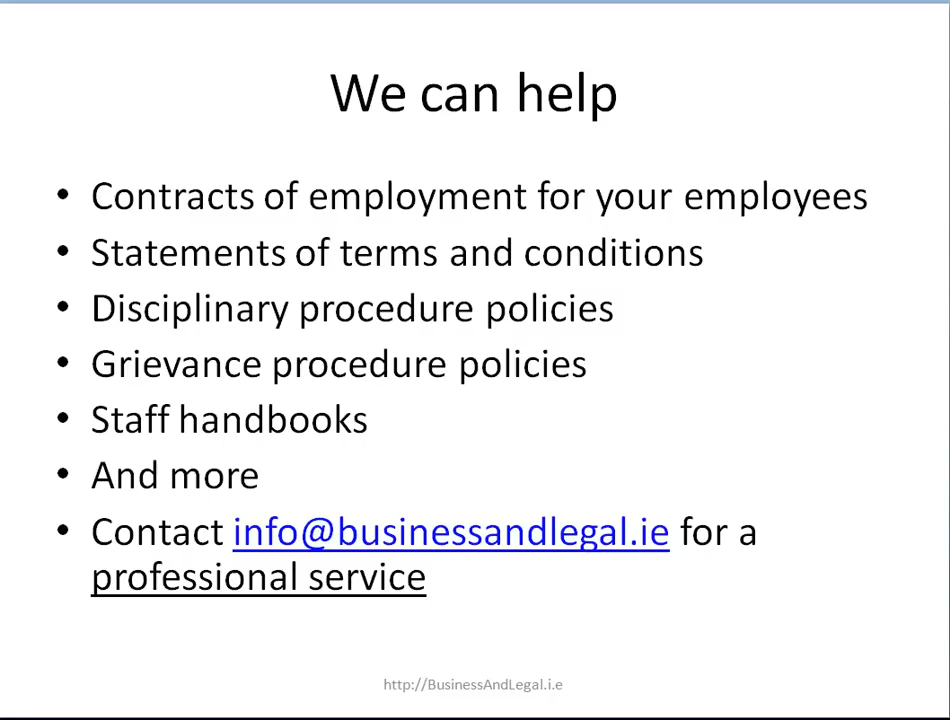 We can help
• Contracts of employment for your employees
• Statements of terms and conditions
• Disciplinary procedure policies
• Grievance procedure policies
• Staff handbooks
• And more
• Contact info@businessandlegal.ie for a
professional service
http://BusinessAndLegal.i.e